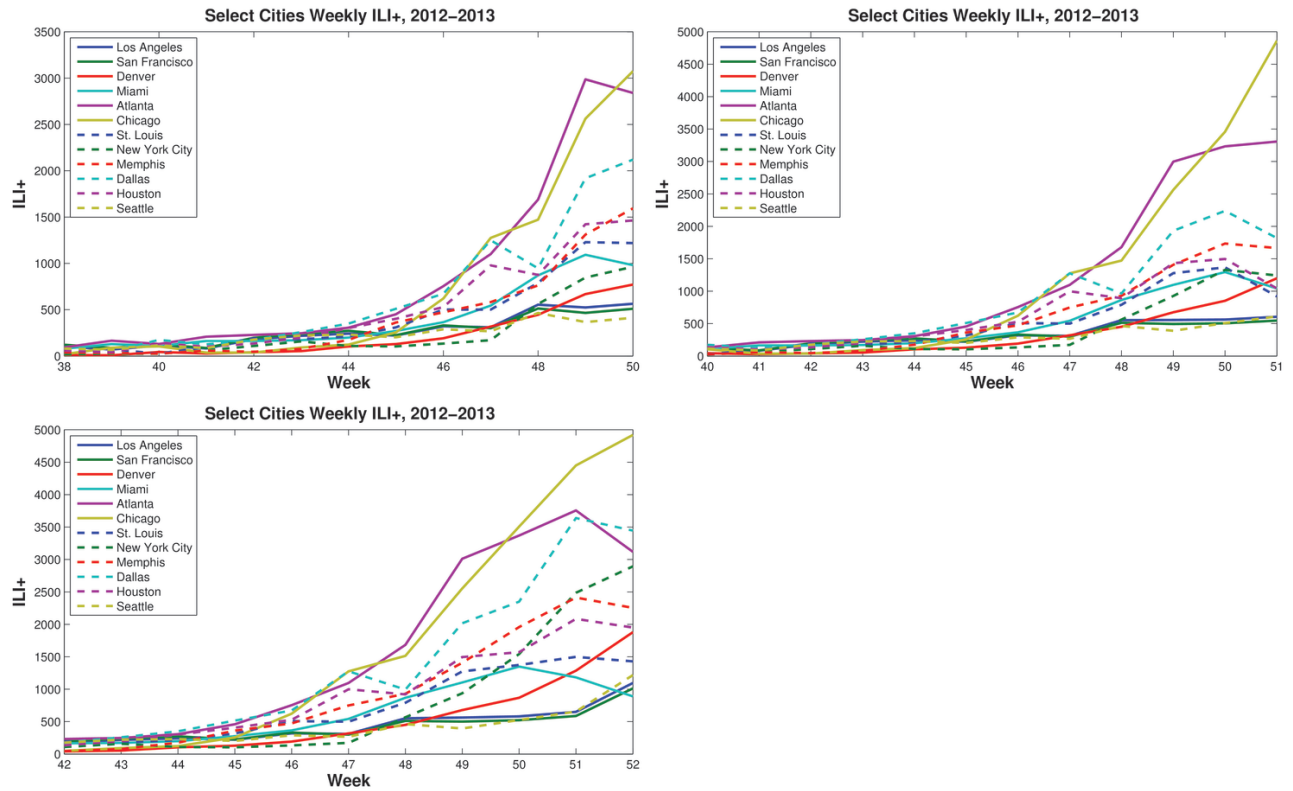 Select Cities Weekly ILI+, 2012−2013
3500
3000
2500
2000
1500
1000
500
0
ILI+
Los Angeles
San Francisco
Denver
Miami
Atlanta
Chicago
St. Louis
New York City
Memphis
Dallas
Houston
Seattle
38 40 42 44 46 48 50
Week
Select Cities Weekly ILI+, 2012−2013
5000
4500
4000
3500
3000
2500
2000
1500
1000
500
0
ILI+
Los Angeles
San Francisco
Denver
Miami
Atlanta
Chicago
St. Louis
New York City
Memphis
Dallas
Houston
Seattle
40 41 42 43 44 45 46 47 48 49 50 51
Week
Select Cities Weekly ILI+, 2012−2013
5000
4500
4000
3500
3000
2500
2000
1500
1000
500
0
ILI+
Los Angeles
San Francisco
Denver
Miami
Atlanta
Chicago
St. Louis
New York City
Memphis
Dallas
Houston
Seattle
42 43 44 45 46 47 48 49 50 51 52
Week